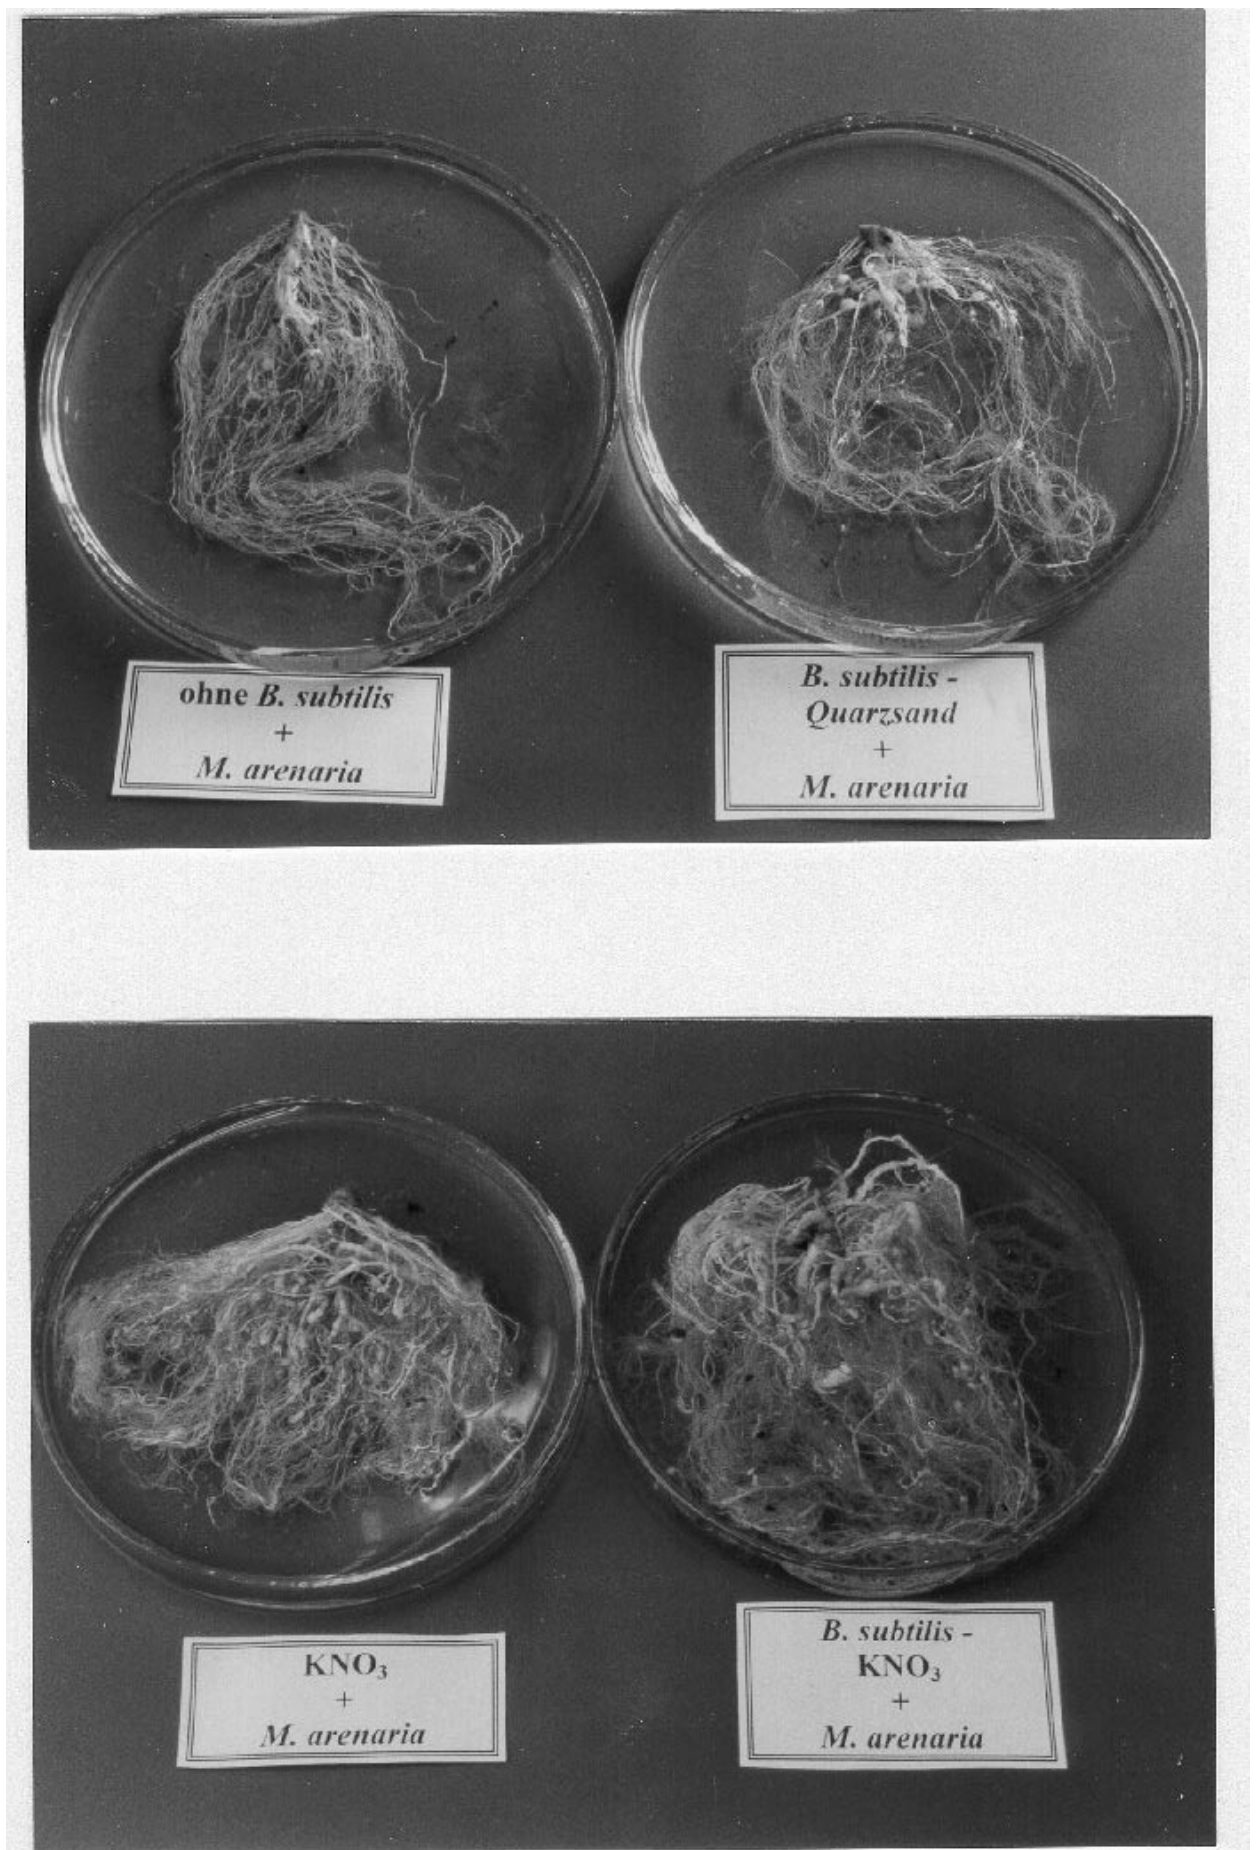 ohne B. subtilis
+
M. arenaria
B. subtilis -
Quarzsand
+
M. arenaria
KNO₃
+
M. arenaria
B. subtilis -
KNO₃
+
M. arenaria